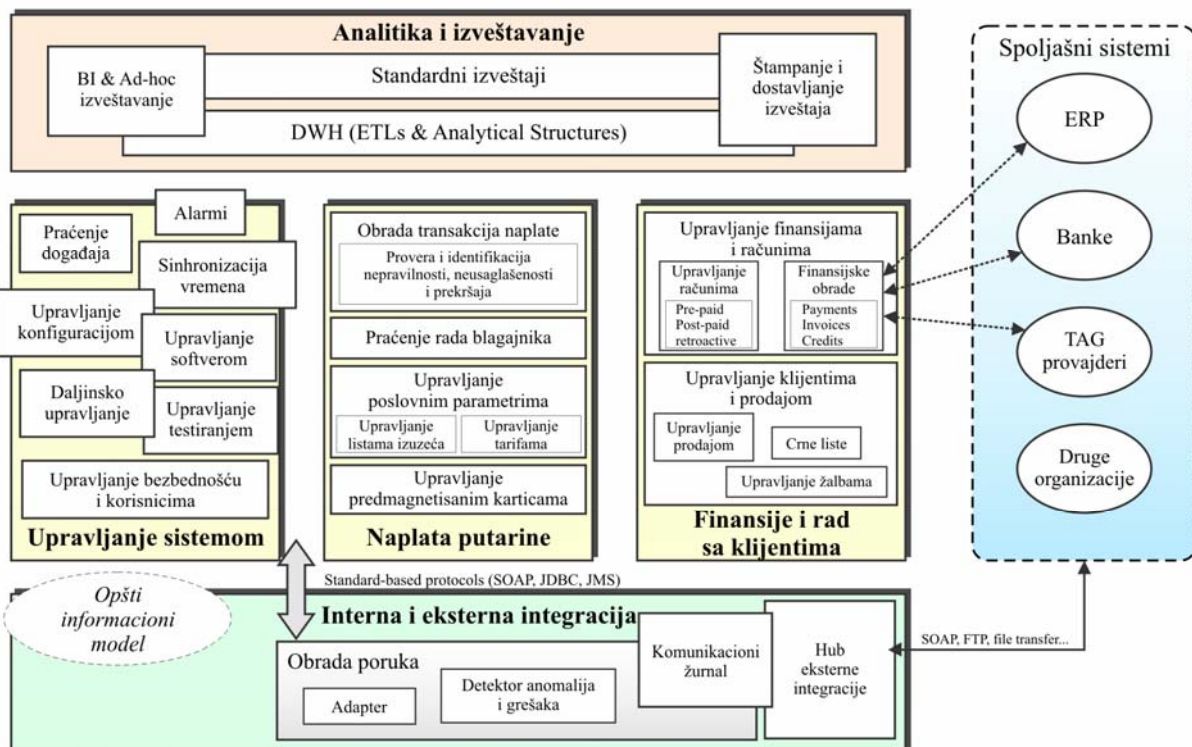 Analitika i izveštavanje
BI & Ad-hoc
izveštavanje
Standardni izveštaji
DWH (ETLs & Analytical Structures)
Štampanje i
dostavljanje
izveštaja
Spoljašni sistemi
ERP
Banke
TAG
provajderi
Druge
organizacije
Alarmi
Praćenje
događaja
Sinhronizacija
vremena
Upravljanje
konfiguracijom
Upravljanje
softverom
Daljinsko
upravljanje
Upravljanje
testiranjem
Upravljanje bezbednošću
i korisnicima
Upravljanje sistemom
Obrada transakcija naplate
Provera i identifikacija
nepravilnosti, neusaglašenosti
i prekršaja
Praćenje rada blagajnika
Upravljanje
poslovnim parametrima
Upravljanje
listama izuzeća
Upravljanje
tarifama
Upravljanje
predmagnetisanim karticama
Naplata putarine
Upravljanje finansijama
i računima
Upravljanje
računima
Pre-paid
Post-paid
retroactive
Finansijske
obrade
Payments
Invoices
Credits
Upravljanje klijentima
i prodajom
Upravljanje
prodajom
Crne liste
Upravljanje žalbama
Finansije i rad
sa klijentima
Standard-based protocols (SOAP, JDBC, JMS)
Opšti
informacioni
model
Interna i eksterna integracija
Obrada poruka
Adapter
Detektor anomalija
i grešaka
Komunikacioni
žurnal
Hub
eksterne
integracije
SOAP, FTP, file transfer...